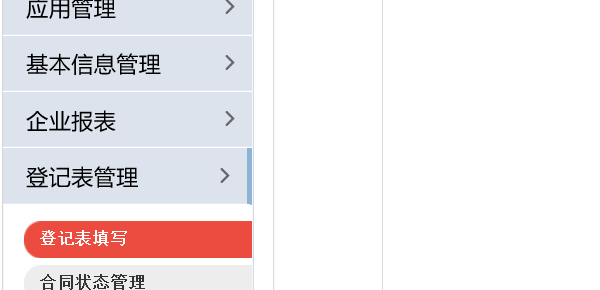 应用管理
基本信息管理
企业报表
登记表管理
登记表填写
合同状态管理